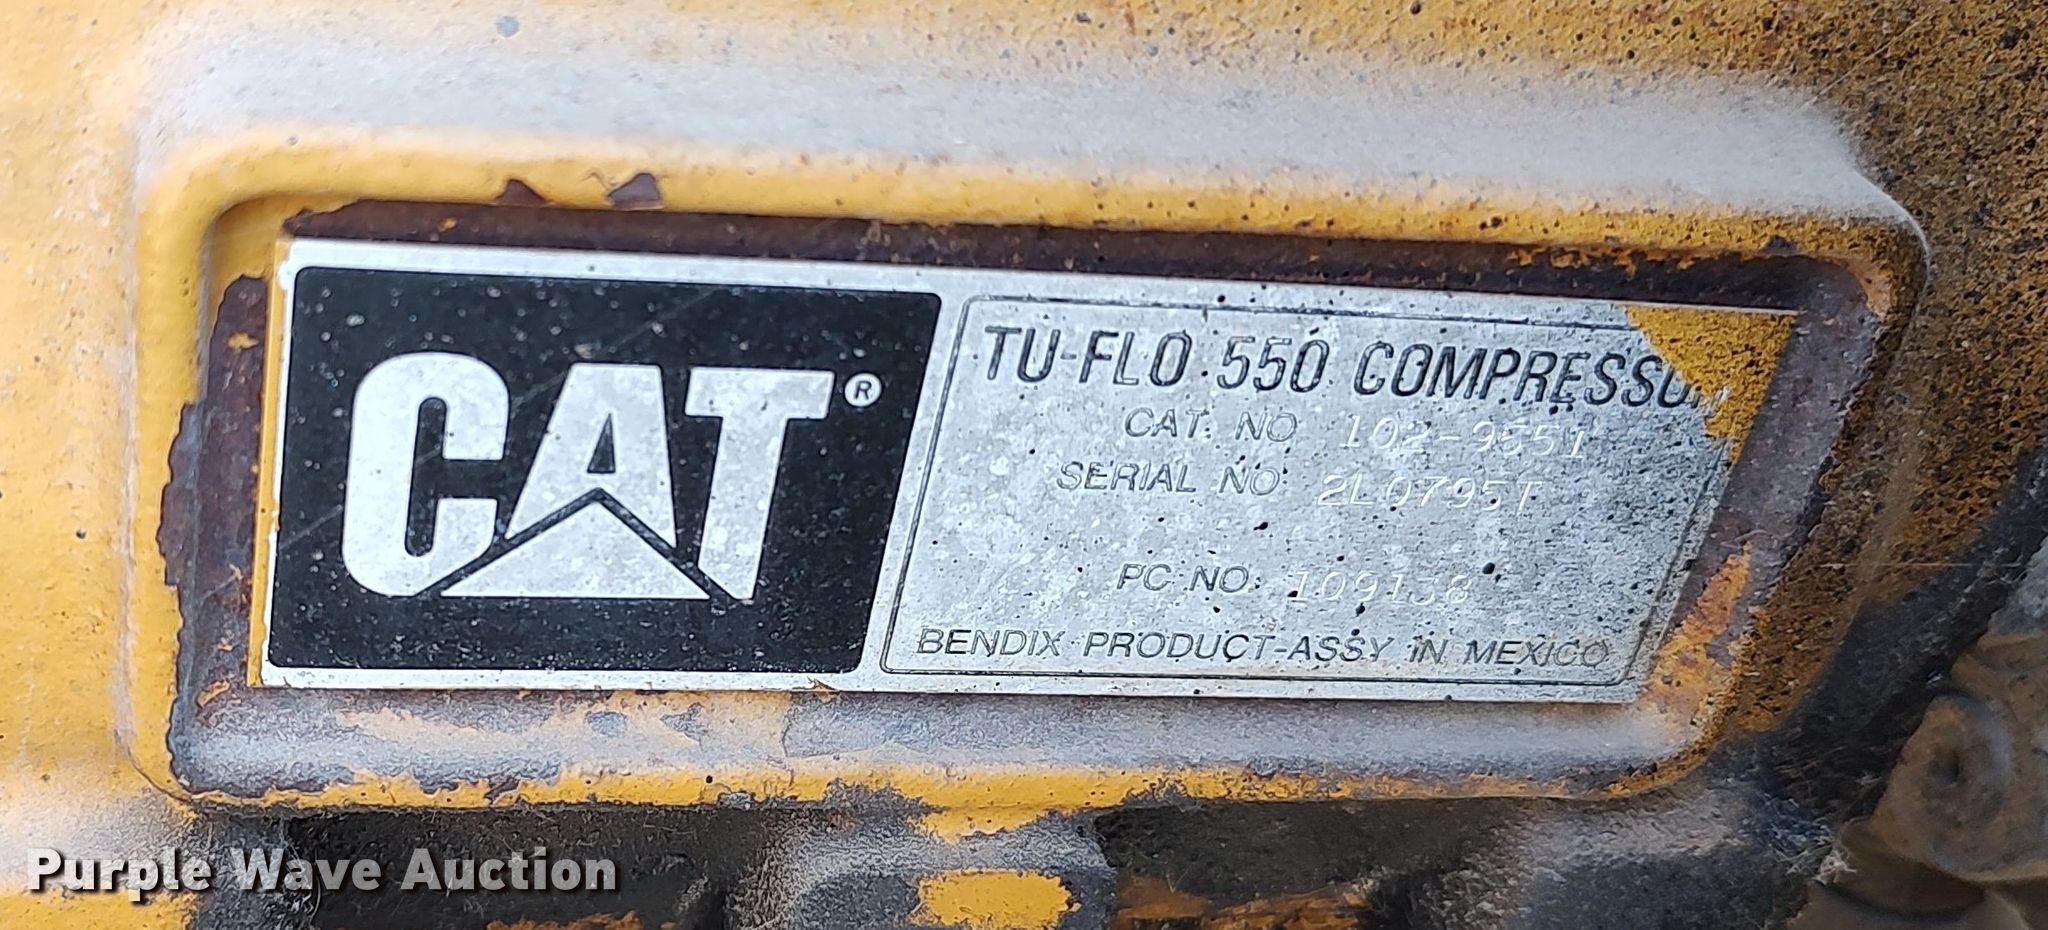 CAT®
TU-FLO 550 COMPRESSOR
CAT. NO 102-9551
SERIAL NO 2L0795T
PC NO. 109138
BENDIX PRODUCT-ASSY IN MEXICO
Purple Wave Auction